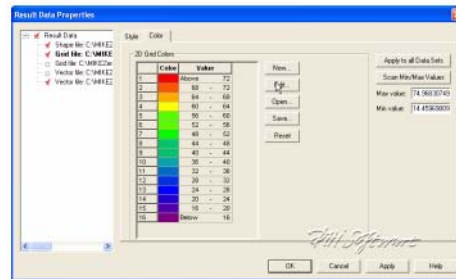 Result Data Properties
Result Data
Shape file: C:\MIKE2
Grid file: C:\MIKE2
Grid file: C:\MIKEZer
Vector file: C:\MIKE2
Vector file: C:\MIKE2
Style
Color
2D Grid Colors
Color Value
1 Above 72
2 68 - 72
3 64 - 68
4 60 - 64
5 56 - 60
6 52 - 56
7 48 - 52
8 44 - 48
9 40 - 44
10 36 - 40
11 32 - 36
12 28 - 32
13 24 - 28
14 20 - 24
15 16 - 20
16 Below 16
New...
Edit...
Open...
Save...
Reset
Apply to all Data Sets
Scan Min/Max Values
Max value: 74.96839749
Min value: 14.45969009
OK
Cancel
Apply
Help